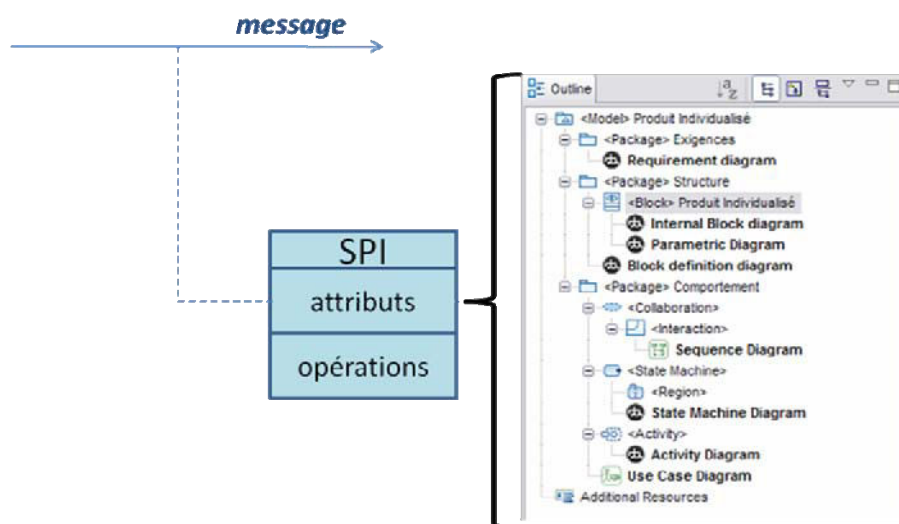 message
SPI
attributs
opérations
Outline
<Model> Produit Individualisé
<Package> Exigences
Requirement diagram
<Package> Structure
<Block> Produit Individualisé
Internal Block diagram
Parametric Diagram
Block definition diagram
<Package> Comportement
<Collaboration>
<Interaction>
Sequence Diagram
<State Machine>
<Region>
State Machine Diagram
<Activity>
Activity Diagram
Use Case Diagram
Additional Resources